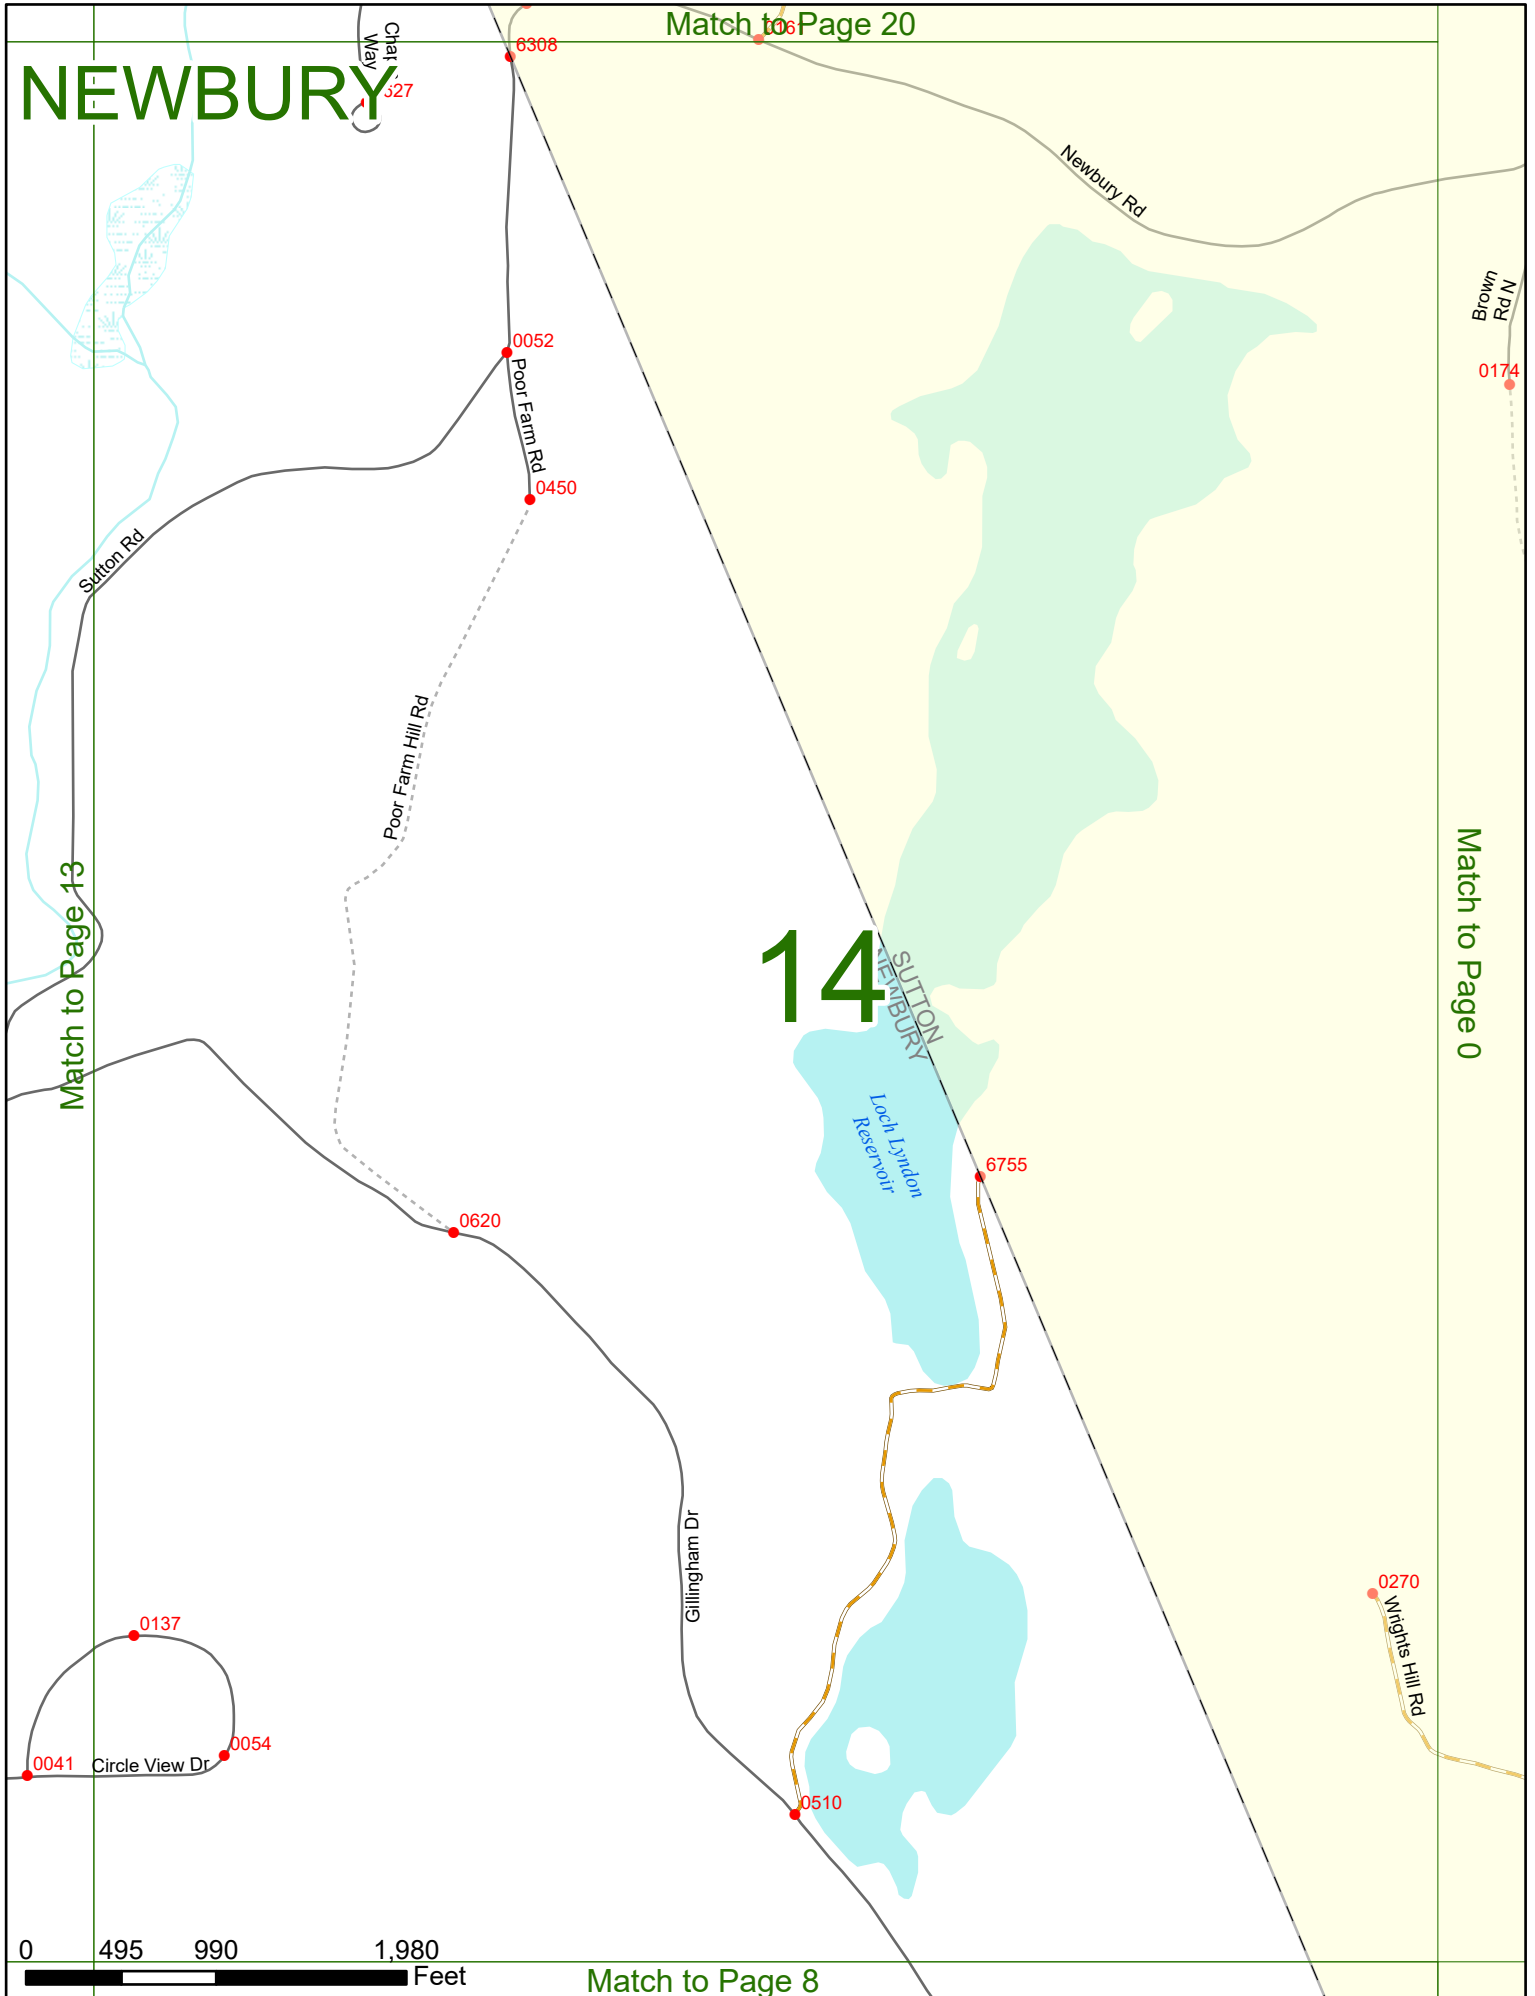 Match to Page 20
0161
6308
Way
NEWBURY
Newbury Rd
Brown
Rd N
0174
0052
Poor Farm Rd
0450
Sutton Rd
Poor Farm Hill Rd
Match to Page 13
14
SUTTON
NEWBURY
Match to Page 0
Loch Lyndon
Reservoir
6755
0620
Gillingham Dr
0270
Wrights Hill Rd
0137
0054
0041
Circle View Dr
0510
0 495 990 1,980
Feet
Match to Page 8